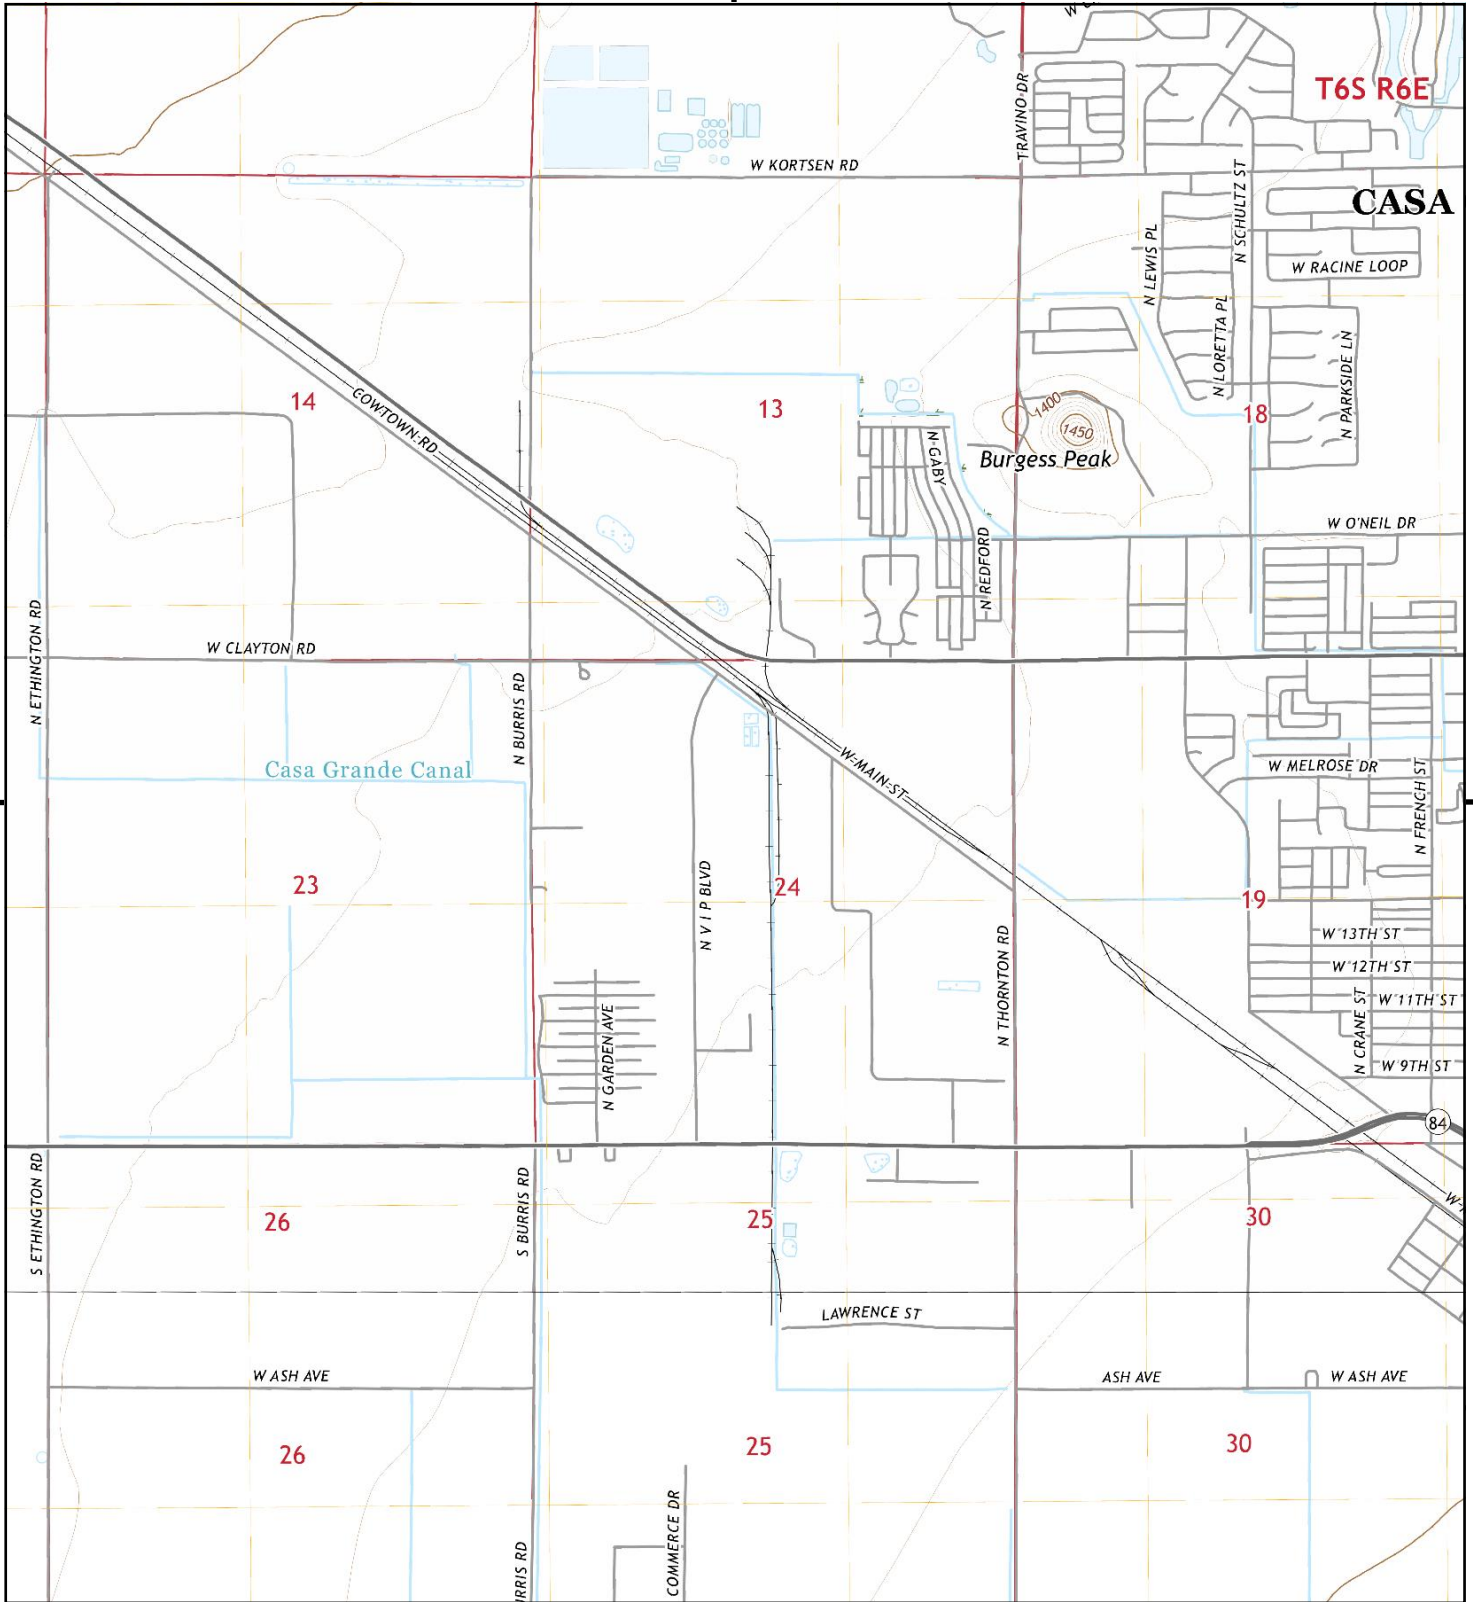 TRAVINO DR
T6S R6E
W KORTSEN RD
N SCHULTZ ST
CASA
N LEWIS PL
W RACINE LOOP
N LORETTA PL
N PARKSIDE LN
14
COWTOWN RD
13
1400
1450
18
N GABY
Burgess Peak
W O'NEIL DR
N REDFORD
N ETHINGTON RD
W CLAYTON RD
N BURRIS RD
Casa Grande Canal
W MAIN ST
W MELROSE DR
N FRENCH ST
23
N V I P BLVD
24
19
N THORNTON RD
W 13TH ST
W 12TH ST
W 11TH ST
N CRANE ST
N GARDEN AVE
W 9TH ST
84
S ETHINGTON RD
S BURRIS RD
26
25
30
LAWRENCE ST
W ASH AVE
ASH AVE
W ASH AVE
26
25
30
COMMERCE DR